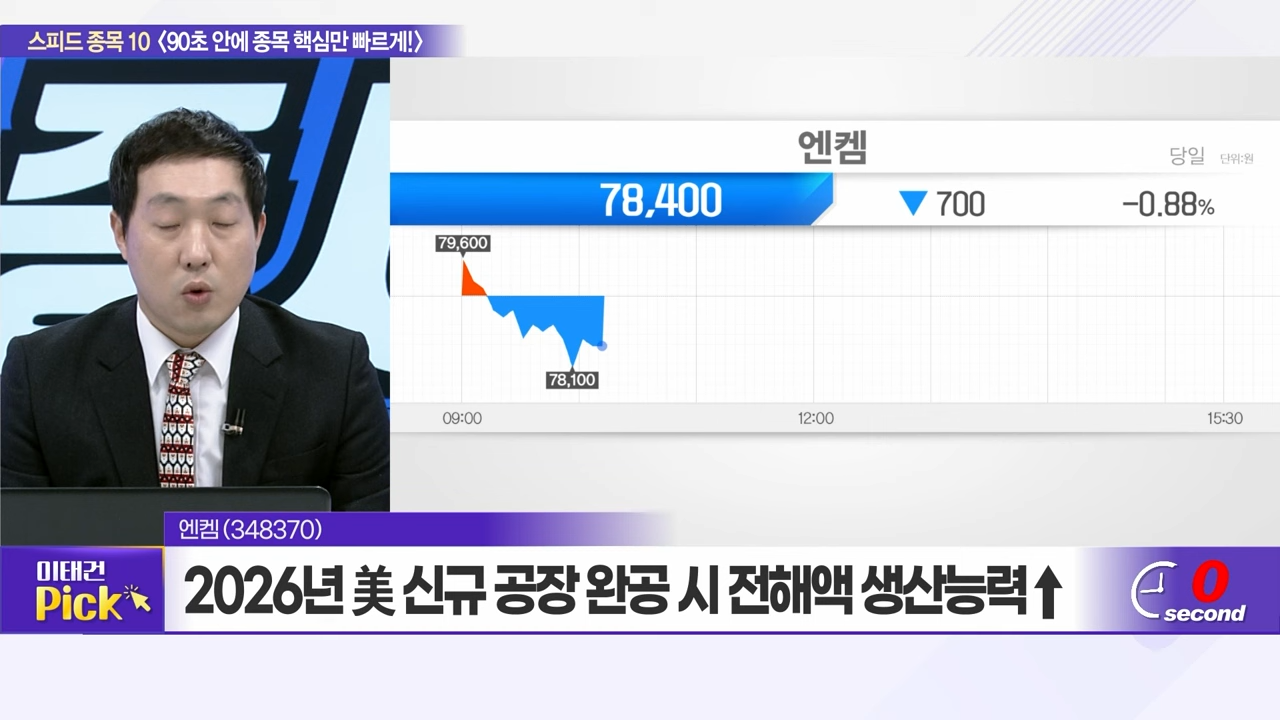 스피드 종목 10 〈90초 안에 종목 핵심만 빠르게!〉
엔켐
당일 단위:원
78,400 ▼ 700 -0.88%
79,600
78,100
09:00 12:00 15:30
엔켐 (348370)
이태건
Pick
2026년 美 신규 공장 완공 시 전해액 생산능력↑
0
second